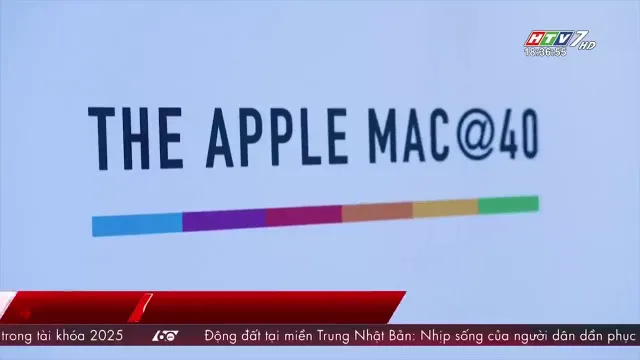 HTV7 HD
18:36:55
THE APPLE MAC@40
trong tài khóa 2025 60 Động đất tại miền Trung Nhật Bản: Nhịp sống của người dân dần phục